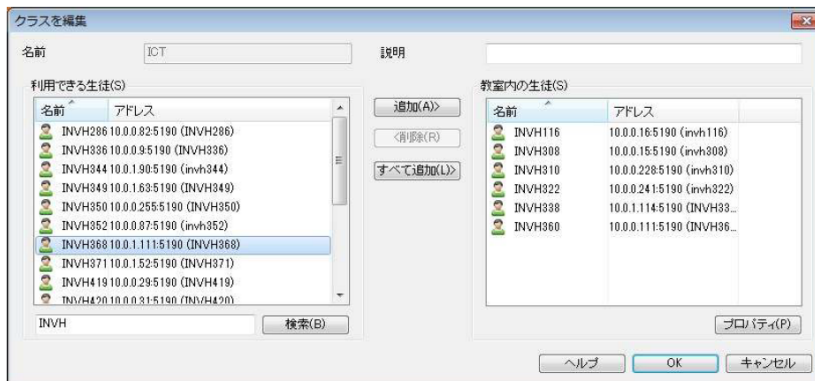 クラスを編集
名前 ICT 説明
利用できる生徒(S)
名前 アドレス
INVH286 10.0.0.82:5190 (INVH286)
INVH336 10.0.0.9:5190 (INVH336)
INVH344 10.0.1.90:5190 (invh344)
INVH349 10.0.1.63:5190 (INVH349)
INVH350 10.0.0.255:5190 (INVH350)
INVH352 10.0.0.87:5190 (invh352)
INVH368 10.0.1.111:5190 (INVH368)
INVH371 10.0.1.52:5190 (INVH371)
INVH419 10.0.0.29:5190 (INVH419)
INVH420 10.0.0.31:5190 (INVH420)
INVH 検索(B)
追加(A)>
<削除(R)
すべて追加(L)>
教室内の生徒(S)
名前 アドレス
INVH116 10.0.0.16:5190 (invh116)
INVH308 10.0.0.15:5190 (invh308)
INVH310 10.0.0.228:5190 (invh310)
INVH322 10.0.0.241:5190 (invh322)
INVH338 10.0.1.114:5190 (INVH33...
INVH360 10.0.0.111:5190 (INVH36...
プロパティ(P)
ヘルプ OK キャンセル